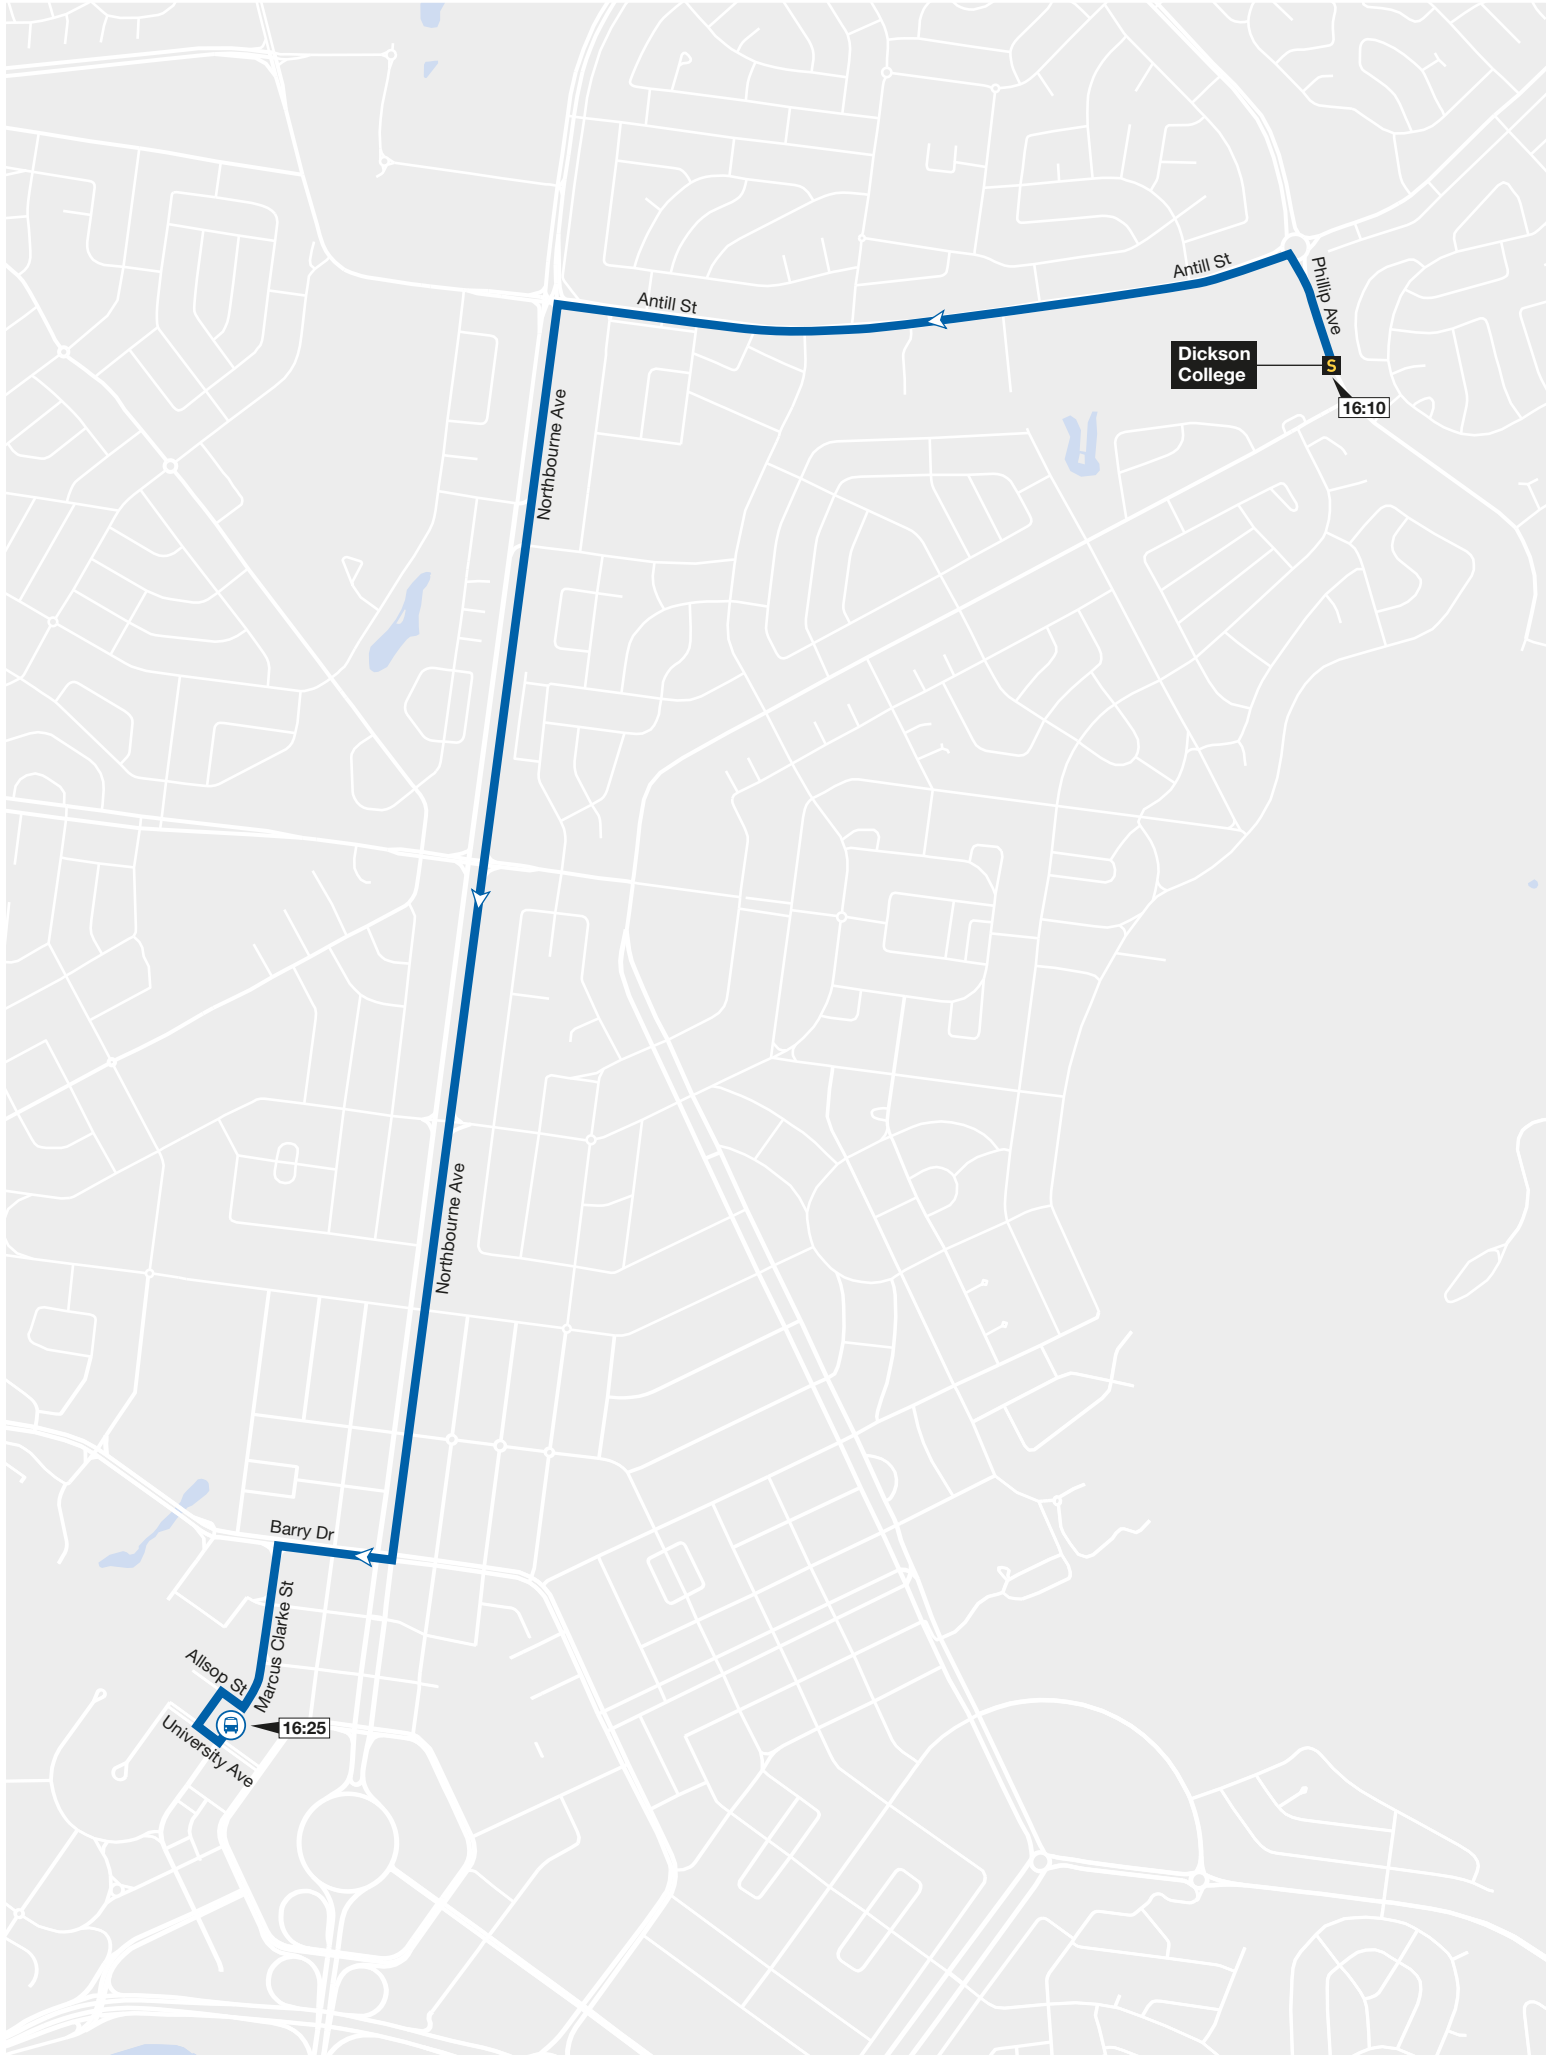 Antill St
Antill St
Phillip Ave
Dickson
College
S
16:10
Northbourne Ave
Northbourne Ave
Barry Dr
Marcus Clarke St
Allsop St
16:25
University Ave